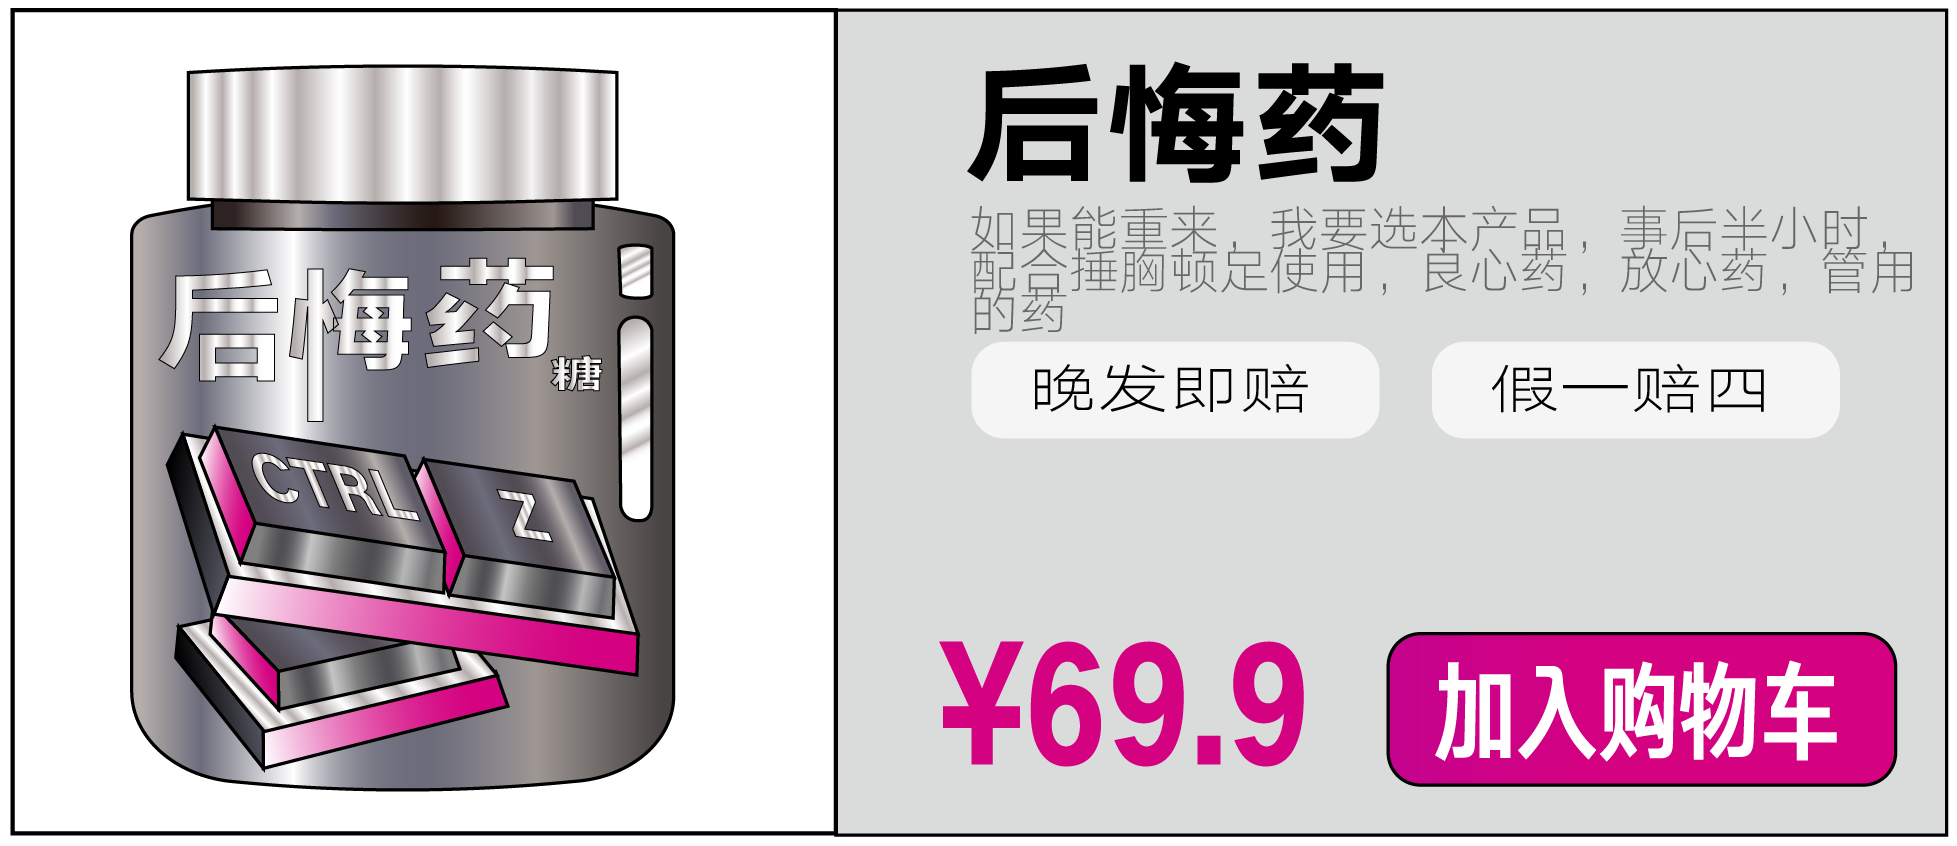 后悔药
糖
CTRL
Z
后悔药
如果能重来，我要选本产品，事后半小时，
配合捶胸顿足使用，良心药，放心药，管用
的药
晚发即赔
假一赔四
¥69.9
加入购物车